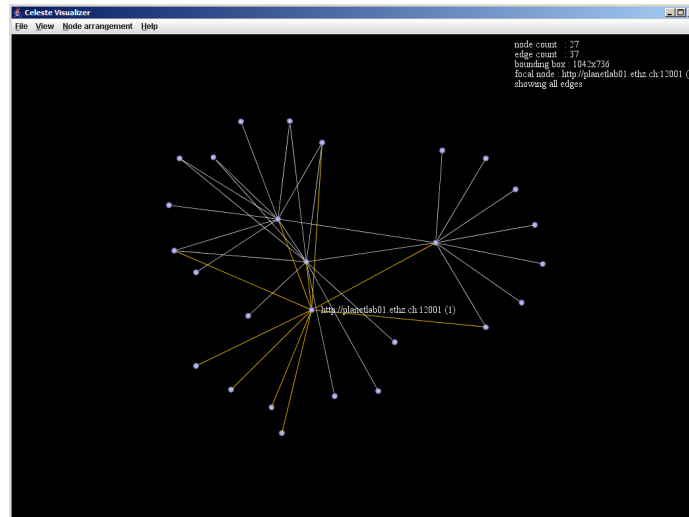 Celeste Visualizer
File View Node arrangement Help
node count : 27
edge count : 37
bounding box : 1042x736
focal node : http://planetlab01.ethz.ch:12001 (
showing all edges
http://planetlab01.ethz.ch:12001 (1)